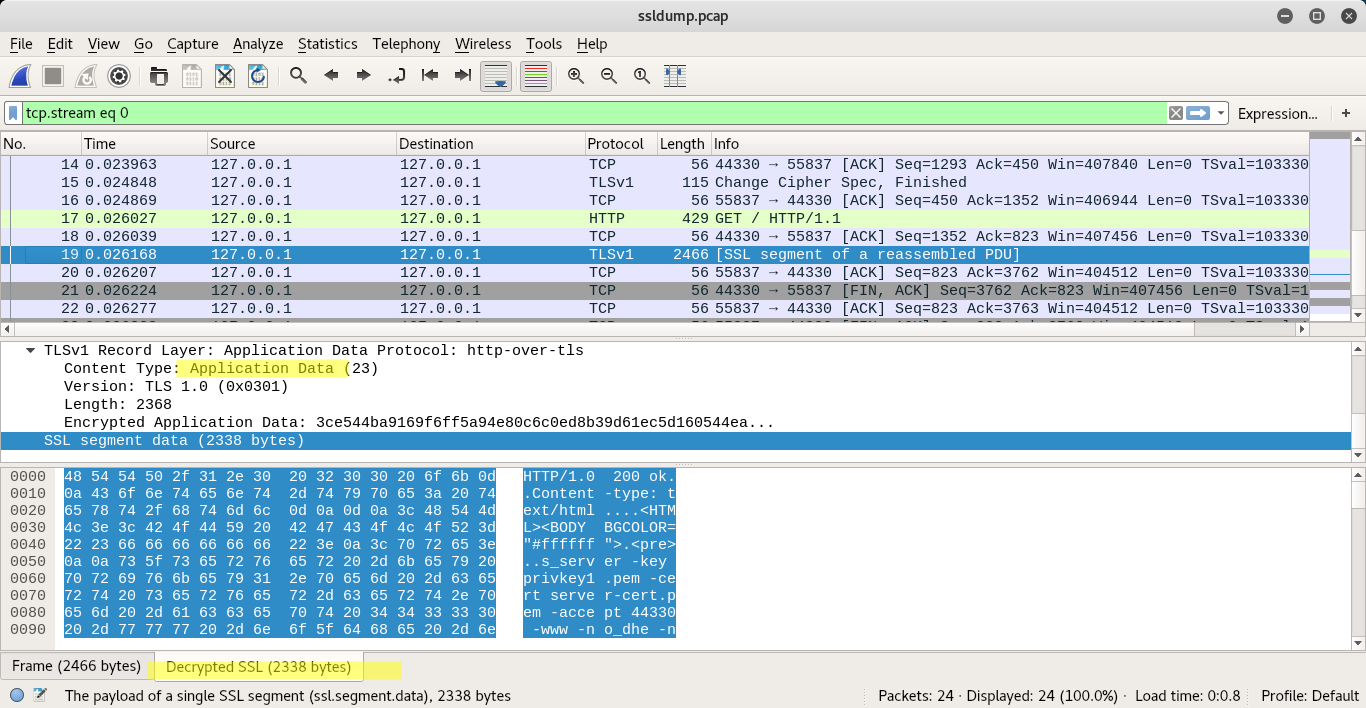 ssldump.pcap
File Edit View Go Capture Analyze Statistics Telephony Wireless Tools Help
tcp.stream eq 0 Expression... +
No. Time Source Destination Protocol Length Info
14 0.023963 127.0.0.1 127.0.0.1 TCP 56 44330 → 55837 [ACK] Seq=1293 Ack=450 Win=407840 Len=0 TSval=103330
15 0.024848 127.0.0.1 127.0.0.1 TLSv1 115 Change Cipher Spec, Finished
16 0.024869 127.0.0.1 127.0.0.1 TCP 56 55837 → 44330 [ACK] Seq=450 Ack=1352 Win=406944 Len=0 TSval=103330
17 0.026027 127.0.0.1 127.0.0.1 HTTP 429 GET / HTTP/1.1
18 0.026039 127.0.0.1 127.0.0.1 TCP 56 44330 → 55837 [ACK] Seq=1352 Ack=823 Win=407456 Len=0 TSval=103330
19 0.026168 127.0.0.1 127.0.0.1 TLSv1 2466 [SSL segment of a reassembled PDU]
20 0.026207 127.0.0.1 127.0.0.1 TCP 56 55837 → 44330 [ACK] Seq=823 Ack=3762 Win=404512 Len=0 TSval=103330
21 0.026224 127.0.0.1 127.0.0.1 TCP 56 44330 → 55837 [FIN, ACK] Seq=3762 Ack=823 Win=407456 Len=0 TSval=1
22 0.026277 127.0.0.1 127.0.0.1 TCP 56 55837 → 44330 [ACK] Seq=823 Ack=3763 Win=404512 Len=0 TSval=103330
TLSv1 Record Layer: Application Data Protocol: http-over-tls
Content Type: Application Data (23)
Version: TLS 1.0 (0x0301)
Length: 2368
Encrypted Application Data: 3ce544ba9169f6ff5a94e80c6c0ed8b39d61ec5d160544ea...
SSL segment data (2338 bytes)
0000 48 54 54 50 2f 31 2e 30 20 32 30 30 20 6f 6b 0d HTTP/1.0 200 ok.
0010 0a 43 6f 6e 74 65 6e 74 2d 74 79 70 65 3a 20 74 .Content -type: t
0020 65 78 74 2f 68 74 6d 6c 0d 0a 0d 0a 3c 48 54 4d ext/html ....<HTM
0030 4c 3e 3c 42 4f 44 59 20 42 47 43 4f 4c 4f 52 3d L><BODY BGCOLOR=
0040 22 23 66 66 66 66 66 66 22 3e 0a 3c 70 72 65 3e "#ffffff ">.<pre>
0050 0a 0a 73 5f 73 65 72 76 65 72 20 2d 6b 65 79 20 ..s_server -key
0060 70 72 69 76 6b 65 79 31 2e 70 65 6d 20 2d 63 65 privkey1 .pem -ce
0070 72 74 20 73 65 72 76 65 72 2d 63 65 72 74 2e 70 rt serve r-cert.p
0080 65 6d 20 2d 61 63 63 65 70 74 20 34 34 33 33 30 em -acce pt 44330
0090 20 2d 77 77 77 20 2d 6e 6f 5f 64 68 65 20 2d 6e -www -n o_dhe -n
Frame (2466 bytes) Decrypted SSL (2338 bytes)
The payload of a single SSL segment (ssl.segment.data), 2338 bytes Packets: 24 · Displayed: 24 (100.0%) · Load time: 0:0.8 Profile: Default